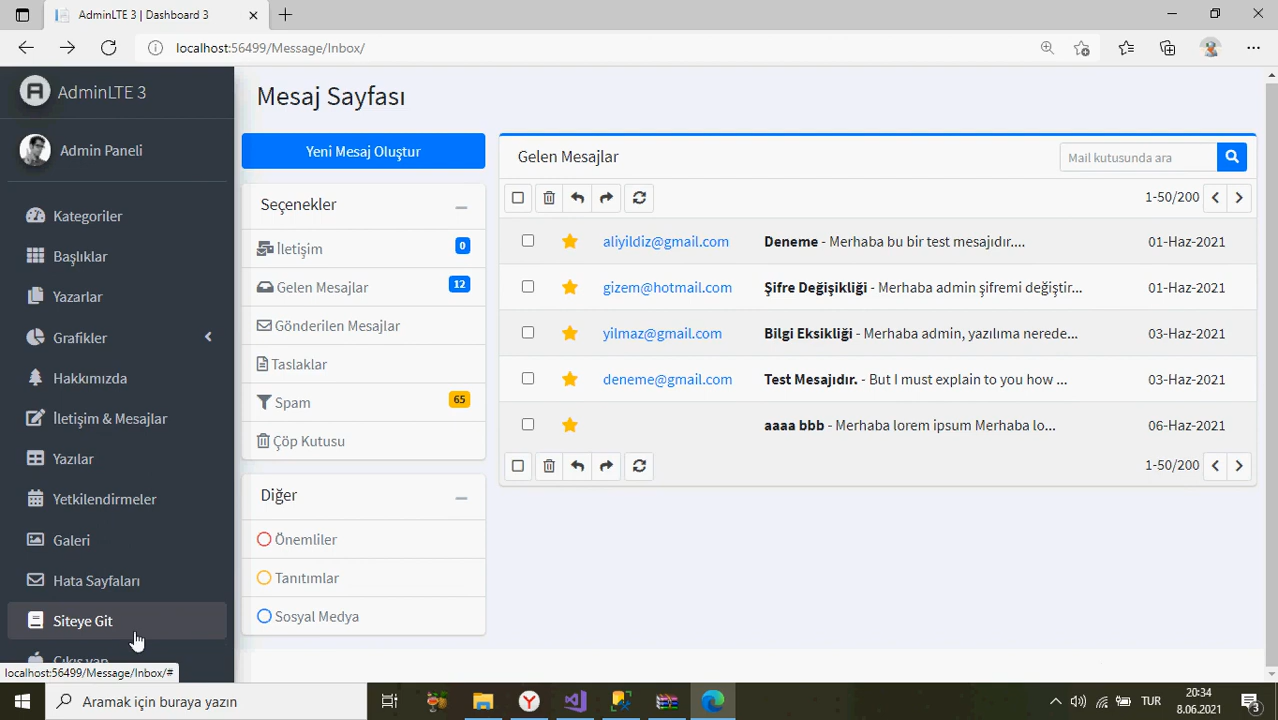 AdminLTE 3 | Dashboard 3
localhost:56499/Message/Inbox/
AdminLTE 3
Admin Paneli
Kategoriler
Başlıklar
Yazarlar
Grafikler
Hakkımızda
İletişim & Mesajlar
Yazılar
Yetkilendirmeler
Galeri
Hata Sayfaları
Siteye Git
Çıkış yap
localhost:56499/Message/Inbox/#
Mesaj Sayfası
Yeni Mesaj Oluştur
Seçenekler
İletişim 0
Gelen Mesajlar 12
Gönderilen Mesajlar
Taslaklar
Spam 65
Çöp Kutusu
Diğer
Önemliler
Tanıtımlar
Sosyal Medya
Gelen Mesajlar
Mail kutusunda ara
1-50/200
aliyildiz@gmail.com Deneme - Merhaba bu bir test mesajıdır.... 01-Haz-2021
gizem@hotmail.com Şifre Değişikliği - Merhaba admin şifremi değiştir... 01-Haz-2021
yilmaz@gmail.com Bilgi Eksikliği - Merhaba admin, yazılıma nerede... 03-Haz-2021
deneme@gmail.com Test Mesajıdır. - But I must explain to you how ... 03-Haz-2021
aaaa bbb - Merhaba lorem ipsum Merhaba lo... 06-Haz-2021
1-50/200
Aramak için buraya yazın
TUR
20:34
8.06.2021
3